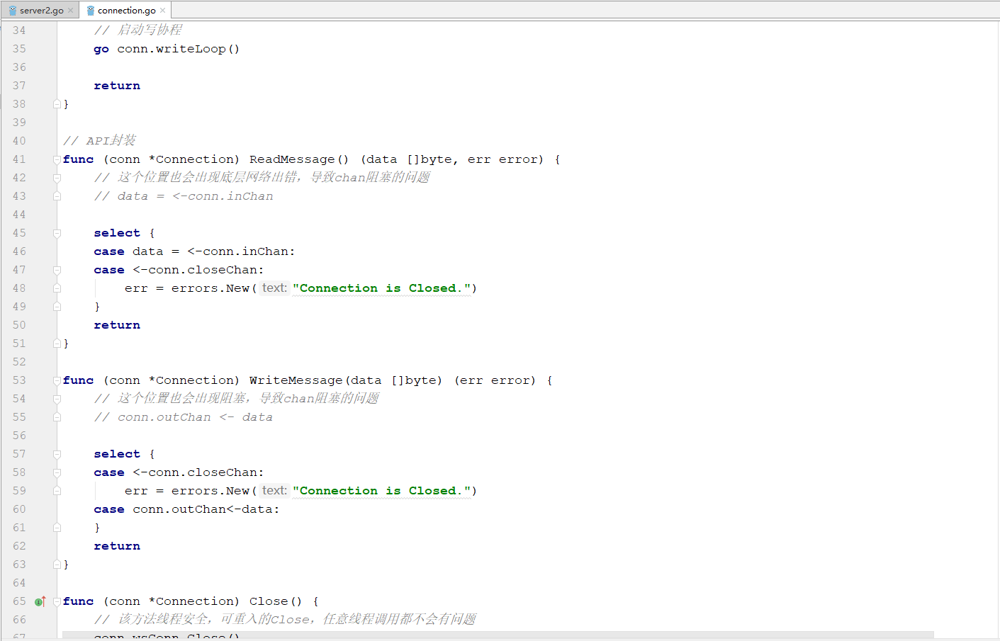 server2.go
connection.go
34 // 启动写协程
35 go conn.writeLoop()
36
37 return
38 }
39
40 // API封装
41 func (conn *Connection) ReadMessage() (data []byte, err error) {
42 // 这个位置也会出现底层网络出错，导致chan阻塞的问题
43 // data = <-conn.inChan
44
45 select {
46 case data = <-conn.inChan:
47 case <-conn.closeChan:
48 err = errors.New( text: "Connection is Closed.")
49 }
50 return
51 }
52
53 func (conn *Connection) WriteMessage(data []byte) (err error) {
54 // 这个位置也会出现阻塞，导致chan阻塞的问题
55 // conn.outChan <- data
56
57 select {
58 case <-conn.closeChan:
59 err = errors.New( text: "Connection is Closed.")
60 case conn.outChan<-data:
61 }
62 return
63 }
64
65 func (conn *Connection) Close() {
66 // 该方法线程安全，可重入的Close，任意线程调用都不会有问题
67 conn.wsConn.Close()